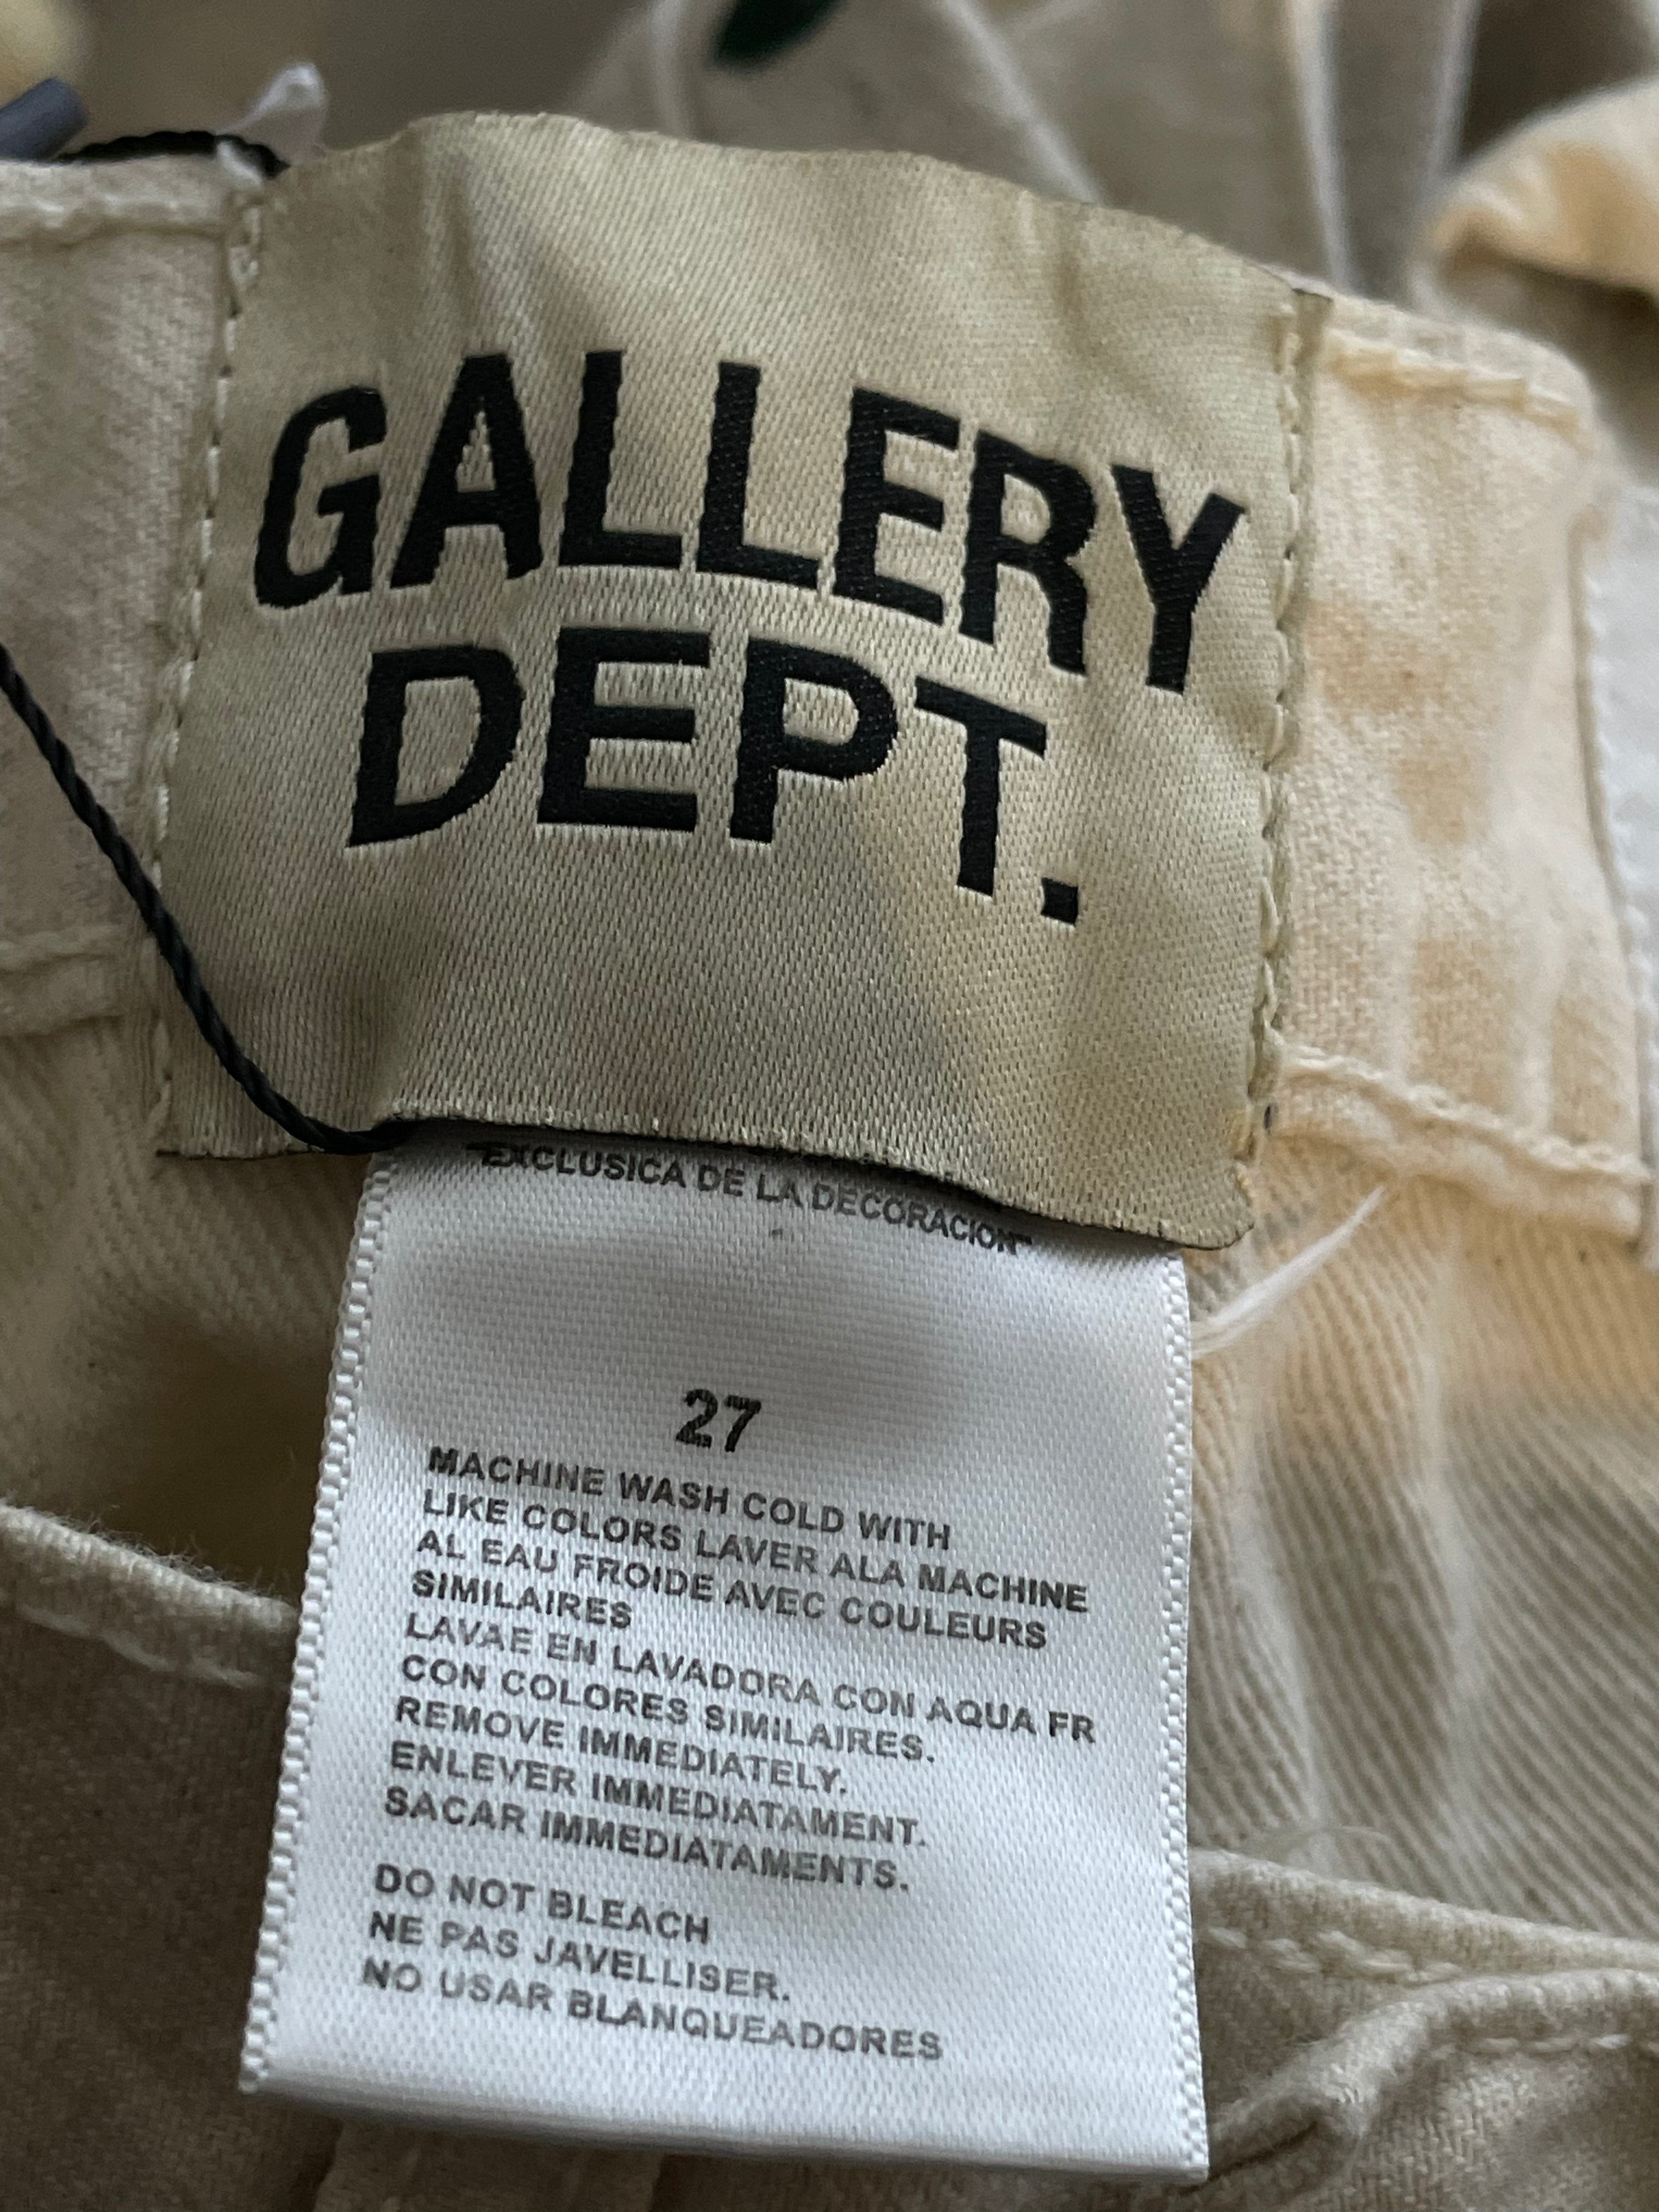 GALLERY
DEPT.
"EXCLUSICA DE LA DECORACION"
27
MACHINE WASH COLD WITH
LIKE COLORS LAVER ALA MACHINE
AL EAU FROIDE AVEC COULEURS
SIMILAIRES
LAVAE EN LAVADORA CON AQUA FR
CON COLORES SIMILAIRES.
REMOVE IMMEDIATELY.
ENLEVER IMMEDIATAMENT.
SACAR IMMEDIATAMENTS.
DO NOT BLEACH
NE PAS JAVELLISER.
NO USAR BLANQUEADORES